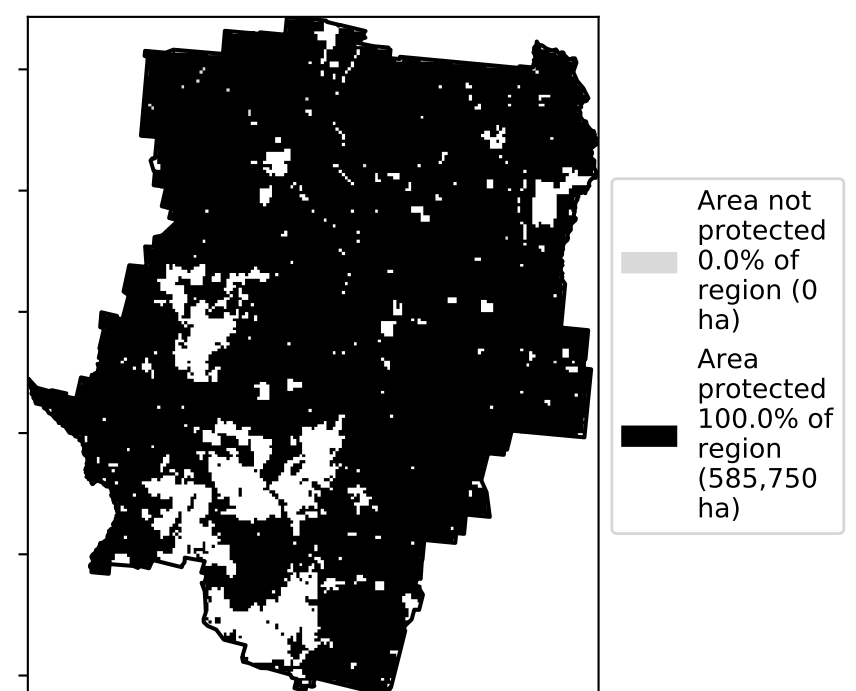 Area not
protected
0.0% of
region (0
ha)
Area
protected
100.0% of
region
(585,750
ha)